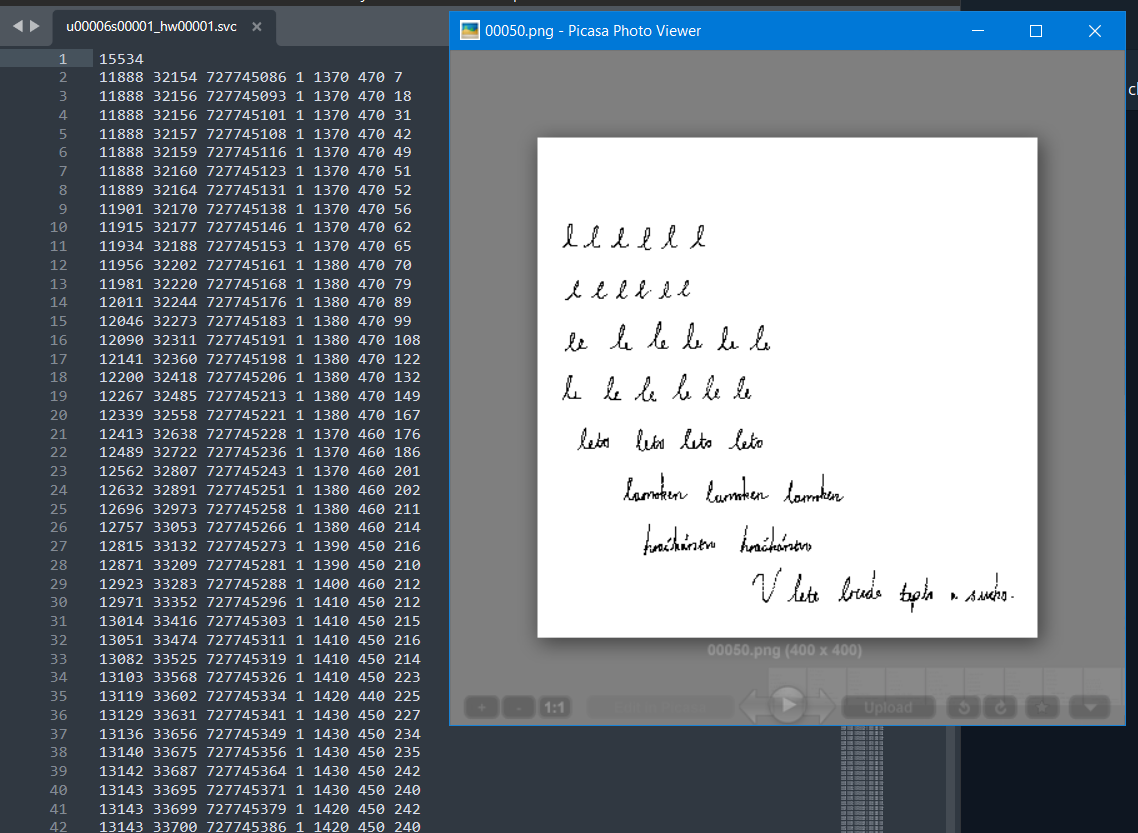 u00006s00001_hw00001.svc
1 15534
2 11888 32154 727745086 1 1370 470 7
3 11888 32156 727745093 1 1370 470 18
4 11888 32156 727745101 1 1370 470 31
5 11888 32157 727745108 1 1370 470 42
6 11888 32159 727745116 1 1370 470 49
7 11888 32160 727745123 1 1370 470 51
8 11889 32164 727745131 1 1370 470 52
9 11901 32170 727745138 1 1370 470 56
10 11915 32177 727745146 1 1370 470 62
11 11934 32188 727745153 1 1370 470 65
12 11956 32202 727745161 1 1380 470 70
13 11981 32220 727745168 1 1380 470 79
14 12011 32244 727745176 1 1380 470 89
15 12046 32273 727745183 1 1380 470 99
16 12090 32311 727745191 1 1380 470 108
17 12141 32360 727745198 1 1380 470 122
18 12200 32418 727745206 1 1380 470 132
19 12267 32485 727745213 1 1380 470 149
20 12339 32558 727745221 1 1380 470 167
21 12413 32638 727745228 1 1370 460 176
22 12489 32722 727745236 1 1370 460 186
23 12562 32807 727745243 1 1370 460 201
24 12632 32891 727745251 1 1380 460 202
25 12696 32973 727745258 1 1380 460 211
26 12757 33053 727745266 1 1380 460 214
27 12815 33132 727745273 1 1390 450 216
28 12871 33209 727745281 1 1390 450 210
29 12923 33283 727745288 1 1400 460 212
30 12971 33352 727745296 1 1410 450 212
31 13014 33416 727745303 1 1410 450 215
32 13051 33474 727745311 1 1410 450 216
33 13082 33525 727745319 1 1410 450 214
34 13103 33568 727745326 1 1410 450 223
35 13119 33602 727745334 1 1420 440 225
36 13129 33631 727745341 1 1430 450 227
37 13136 33656 727745349 1 1430 450 234
38 13140 33675 727745356 1 1430 450 235
39 13142 33687 727745364 1 1430 450 242
40 13143 33695 727745371 1 1430 450 240
41 13143 33699 727745379 1 1420 450 242
42 13143 33700 727745386 1 1420 450 240
00050.png - Picasa Photo Viewer
l l l l l l
l l l l l l
le le le le le le
le le le le le le
leto leto leto leto
lamoken lamoken lamoken
hračkárstvo hračkárstvo
V lete bude teplo a sucho.
00050.png (400 x 400)
1:1
Upload